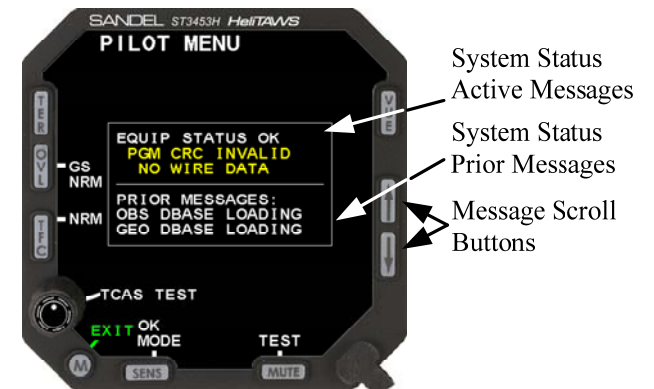 SANDEL ST3453H HeliTAWS
PILOT MENU
TER
OVL
TFC
VUE
GS
NRM
NRM
EQUIP STATUS OK
PGM CRC INVALID
NO WIRE DATA
PRIOR MESSAGES:
OBS DBASE LOADING
GEO DBASE LOADING
TCAS TEST
EXIT
OK
MODE
TEST
M
SENS
MUTE
System Status
Active Messages
System Status
Prior Messages
Message Scroll
Buttons